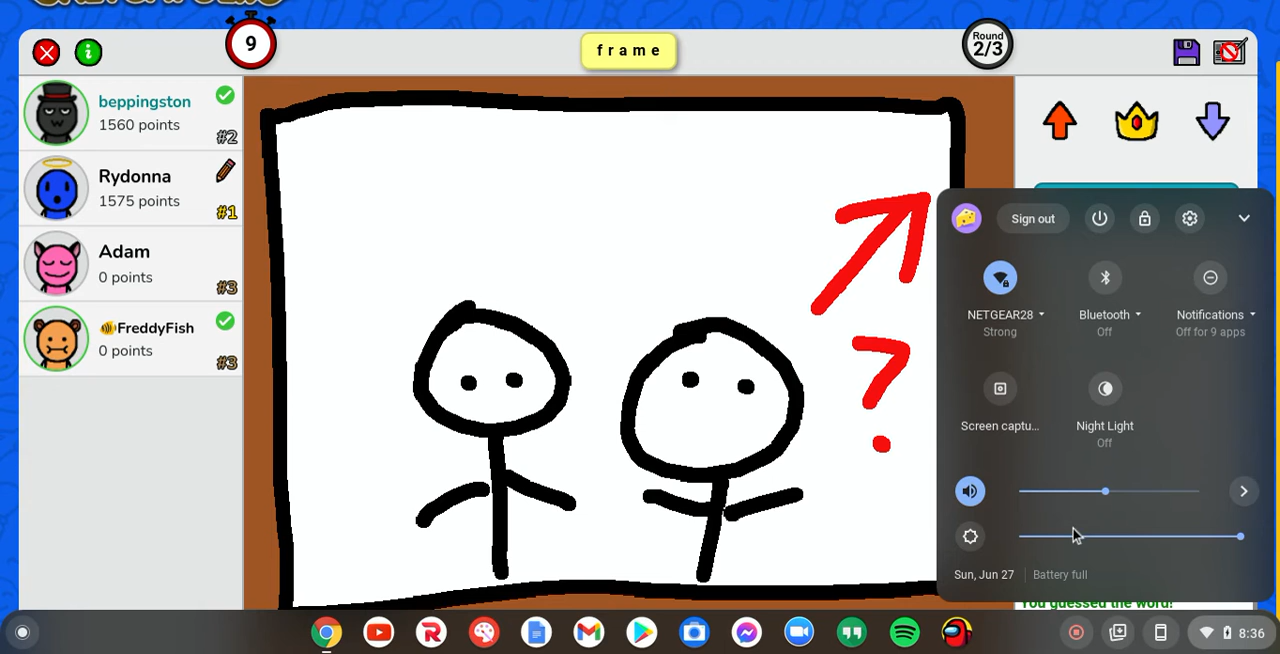 9
frame
Round
2/3
beppingston
1560 points
#2
Rydonna
1575 points
#1
Adam
0 points
#3
FreddyFish
0 points
#3
?
Sign out
NETGEAR28
Strong
Bluetooth
Off
Notifications
Off for 9 apps
Screen captu...
Night Light
Off
Sun, Jun 27
Battery full
You guessed the word!
8:36